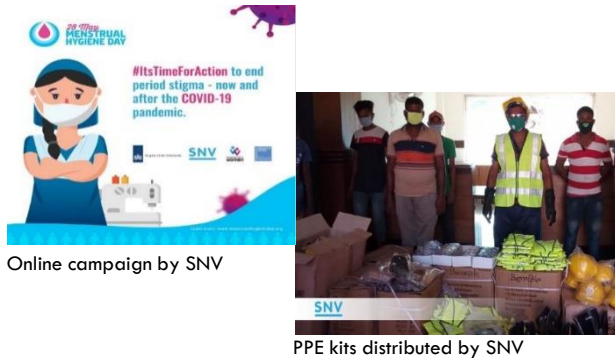 28 May
MENSTRUAL
HYGIENE DAY
#ItsTimeForAction to end
period stigma - now and
after the COVID-19
pandemic.
SNV
Online campaign by SNV
SNV
PPE kits distributed by SNV